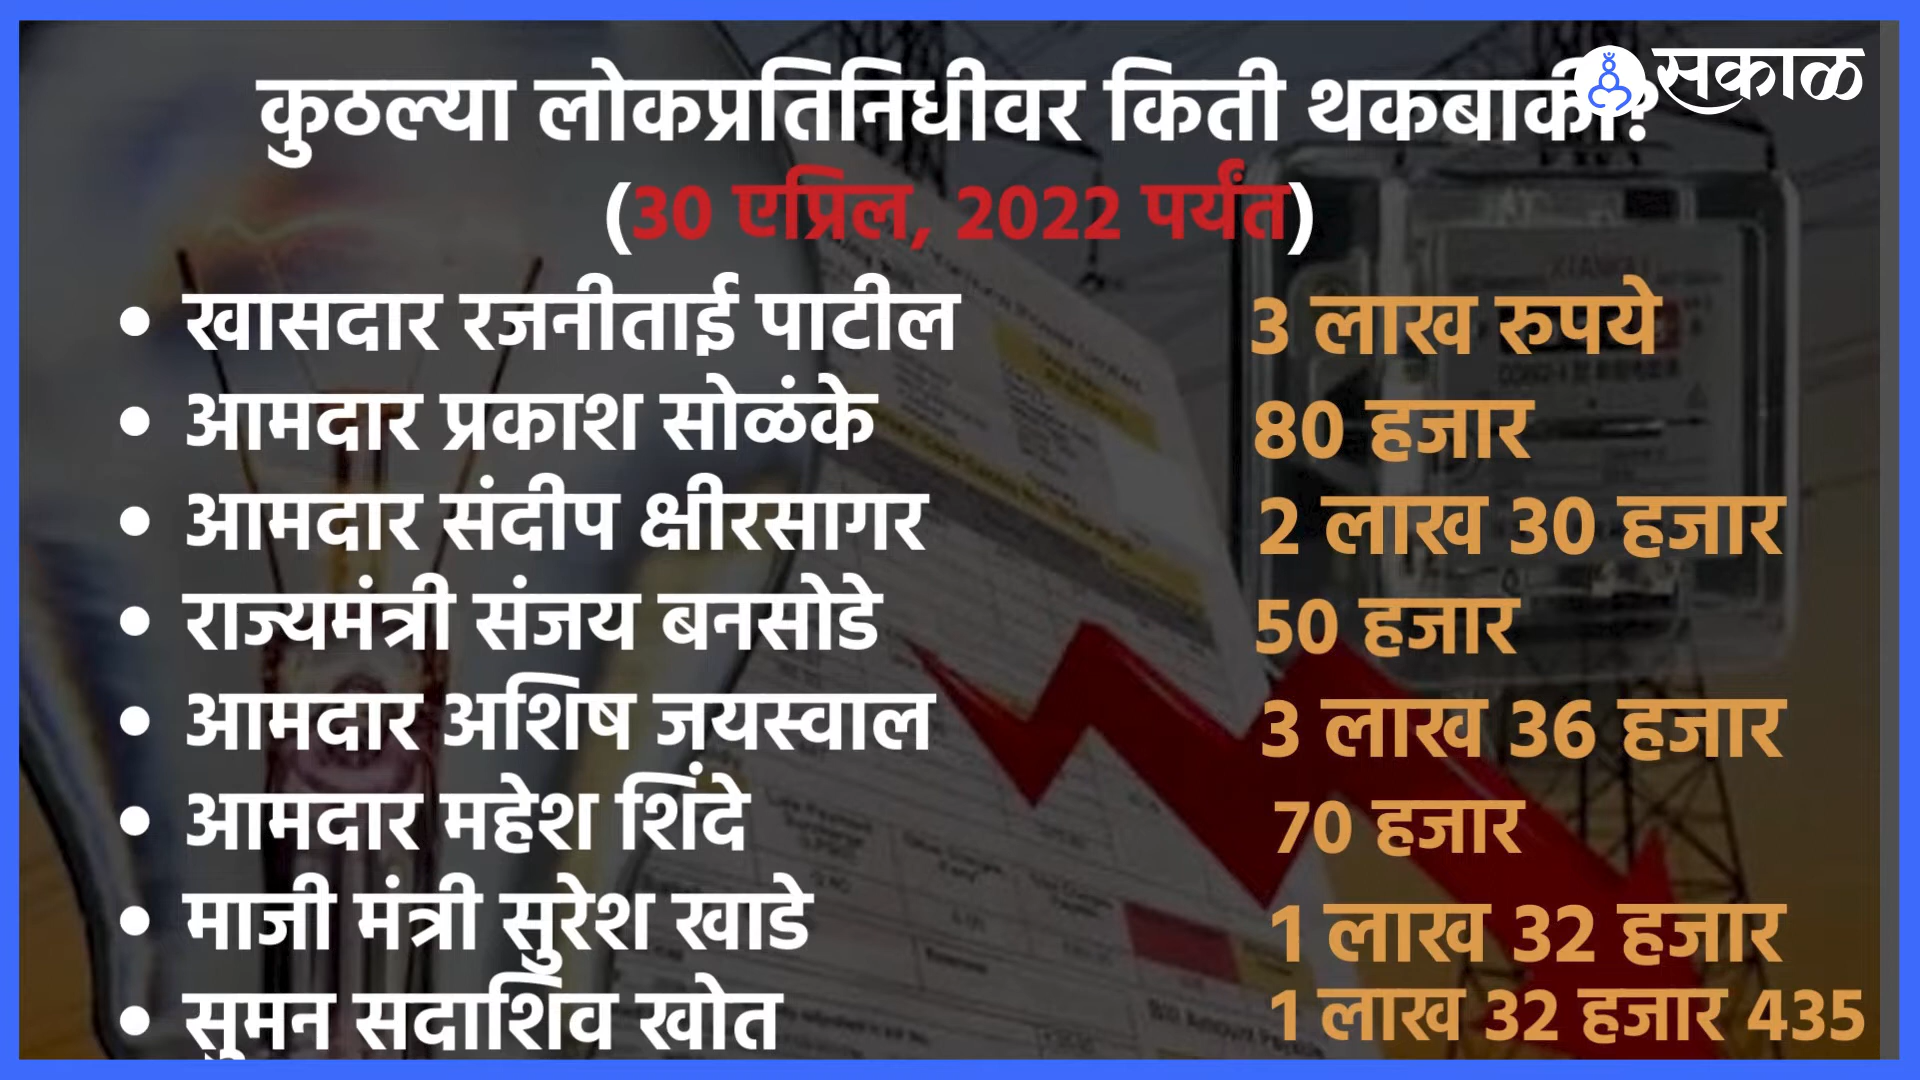 सकाळ
कुठल्या लोकप्रतिनिधीवर किती थकबाकी?
(30 एप्रिल, 2022 पर्यंत)
• खासदार रजनीताई पाटील 3 लाख रुपये
• आमदार प्रकाश सोळंके 80 हजार
• आमदार संदीप क्षीरसागर 2 लाख 30 हजार
• राज्यमंत्री संजय बनसोडे 50 हजार
• आमदार अशिष जयस्वाल 3 लाख 36 हजार
• आमदार महेश शिंदे 70 हजार
• माजी मंत्री सुरेश खाडे 1 लाख 32 हजार
• सुमन सदाशिव खोत 1 लाख 32 हजार 435